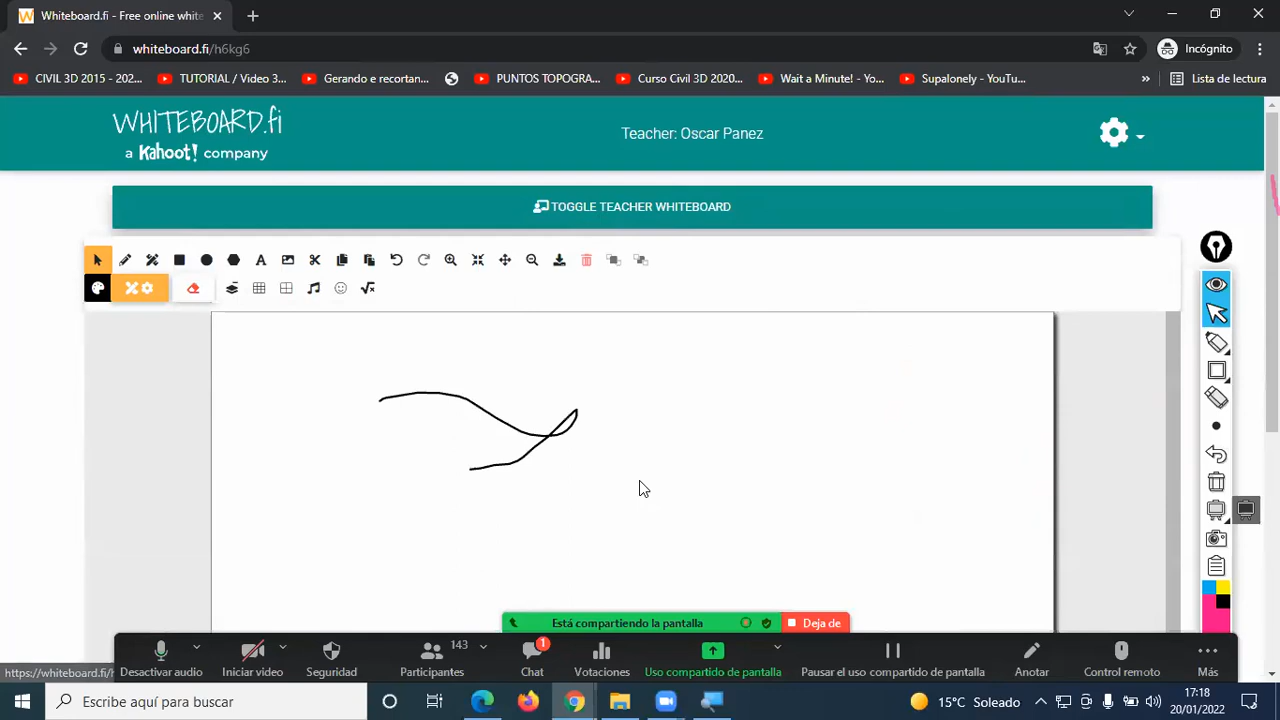 Whiteboard.fi - Free online white
whiteboard.fi/h6kg6
Incógnito
CIVIL 3D 2015 - 202...
TUTORIAL / Video 3...
Gerando e recortan...
PUNTOS TOPOGRA...
Curso Civil 3D 2020...
Wait a Minute! - Yo...
Supalonely - YouTu...
»
Lista de lectura
WHITEBOARD.fi
a Kahoot! company
Teacher: Oscar Panez
TOGGLE TEACHER WHITEBOARD
A
√x
Está compartiendo la pantalla
Deja de
143
1
Desactivar audio
Iniciar video
Seguridad
Participantes
Chat
Votaciones
Uso compartido de pantalla
Pausar el uso compartido de pantalla
Anotar
Control remoto
Más
https://whiteboard.fi/h
Escribe aquí para buscar
15°C Soleado
17:18
20/01/2022